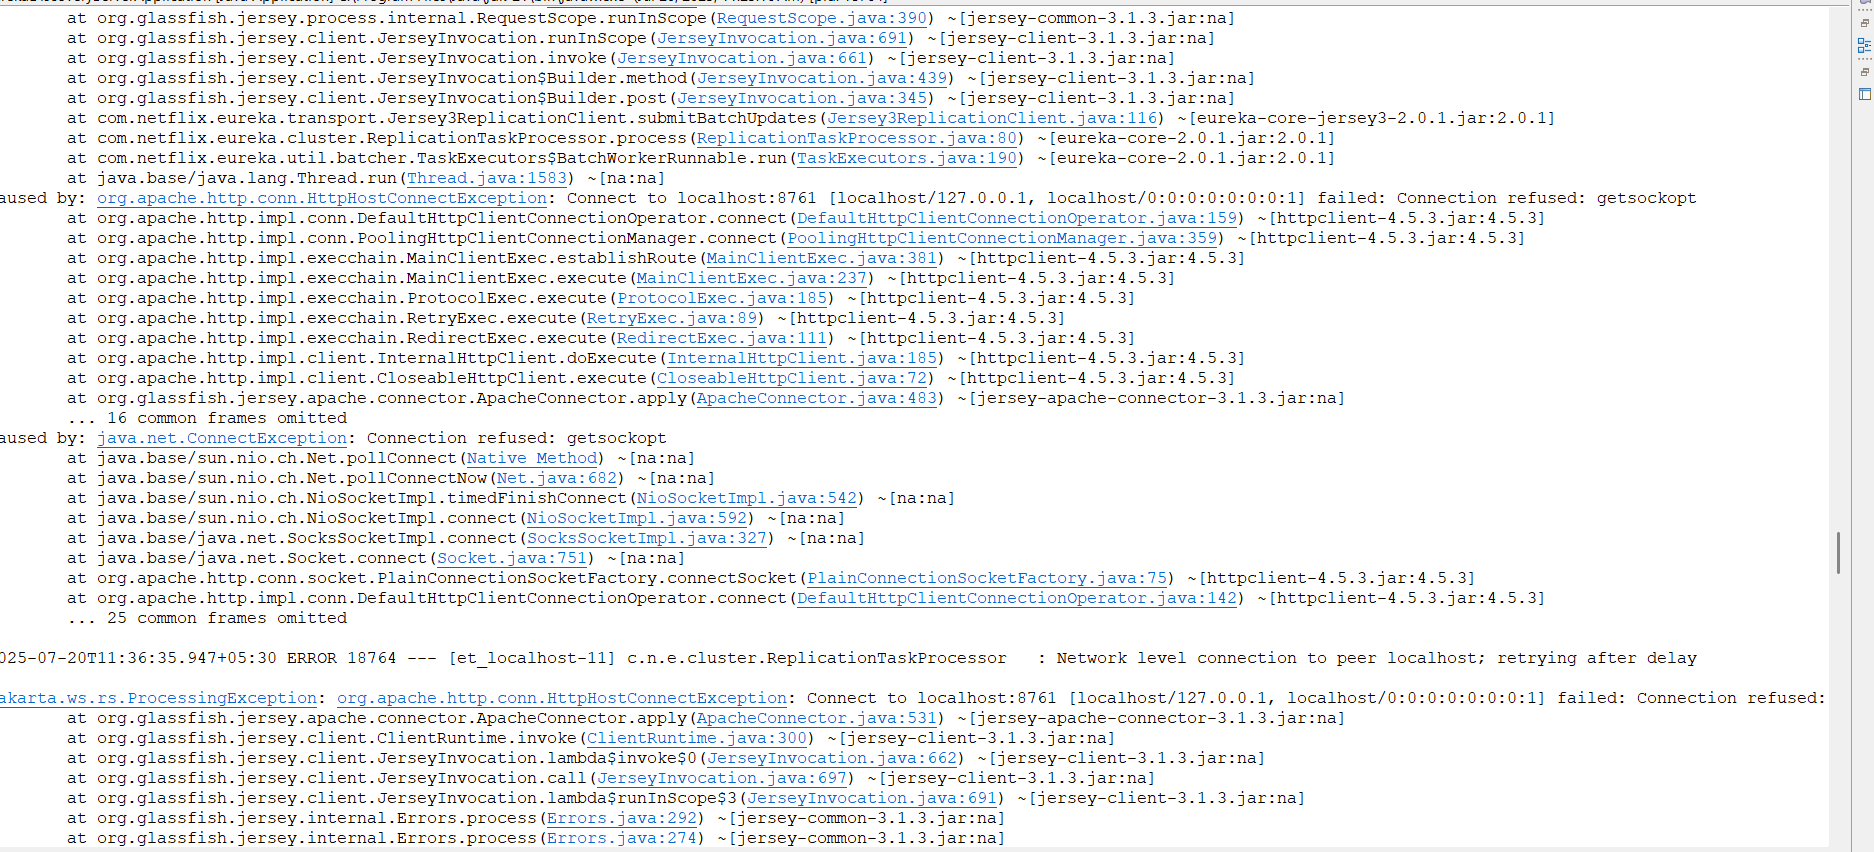 at org.glassfish.jersey.process.internal.RequestScope.runInScope(RequestScope.java:390) ~[jersey-common-3.1.3.jar:na]
at org.glassfish.jersey.client.JerseyInvocation.runInScope(JerseyInvocation.java:691) ~[jersey-client-3.1.3.jar:na]
at org.glassfish.jersey.client.JerseyInvocation.invoke(JerseyInvocation.java:661) ~[jersey-client-3.1.3.jar:na]
at org.glassfish.jersey.client.JerseyInvocation$Builder.method(JerseyInvocation.java:439) ~[jersey-client-3.1.3.jar:na]
at org.glassfish.jersey.client.JerseyInvocation$Builder.post(JerseyInvocation.java:345) ~[jersey-client-3.1.3.jar:na]
at com.netflix.eureka.transport.Jersey3ReplicationClient.submitBatchUpdates(Jersey3ReplicationClient.java:116) ~[eureka-core-jersey3-2.0.1.jar:2.0.1]
at com.netflix.eureka.cluster.ReplicationTaskProcessor.process(ReplicationTaskProcessor.java:80) ~[eureka-core-2.0.1.jar:2.0.1]
at com.netflix.eureka.util.batcher.TaskExecutors$BatchWorkerRunnable.run(TaskExecutors.java:190) ~[eureka-core-2.0.1.jar:2.0.1]
at java.base/java.lang.Thread.run(Thread.java:1583) ~[na:na]
aused by: org.apache.http.conn.HttpHostConnectException: Connect to localhost:8761 [localhost/127.0.0.1, localhost/0:0:0:0:0:0:0:1] failed: Connection refused: getsockopt
at org.apache.http.impl.conn.DefaultHttpClientConnectionOperator.connect(DefaultHttpClientConnectionOperator.java:159) ~[httpclient-4.5.3.jar:4.5.3]
at org.apache.http.impl.conn.PoolingHttpClientConnectionManager.connect(PoolingHttpClientConnectionManager.java:359) ~[httpclient-4.5.3.jar:4.5.3]
at org.apache.http.impl.execchain.MainClientExec.establishRoute(MainClientExec.java:381) ~[httpclient-4.5.3.jar:4.5.3]
at org.apache.http.impl.execchain.MainClientExec.execute(MainClientExec.java:237) ~[httpclient-4.5.3.jar:4.5.3]
at org.apache.http.impl.execchain.ProtocolExec.execute(ProtocolExec.java:185) ~[httpclient-4.5.3.jar:4.5.3]
at org.apache.http.impl.execchain.RetryExec.execute(RetryExec.java:89) ~[httpclient-4.5.3.jar:4.5.3]
at org.apache.http.impl.execchain.RedirectExec.execute(RedirectExec.java:111) ~[httpclient-4.5.3.jar:4.5.3]
at org.apache.http.impl.client.InternalHttpClient.doExecute(InternalHttpClient.java:185) ~[httpclient-4.5.3.jar:4.5.3]
at org.apache.http.impl.client.CloseableHttpClient.execute(CloseableHttpClient.java:72) ~[httpclient-4.5.3.jar:4.5.3]
at org.glassfish.jersey.apache.connector.ApacheConnector.apply(ApacheConnector.java:483) ~[jersey-apache-connector-3.1.3.jar:na]
... 16 common frames omitted
aused by: java.net.ConnectException: Connection refused: getsockopt
at java.base/sun.nio.ch.Net.pollConnect(Native Method) ~[na:na]
at java.base/sun.nio.ch.Net.pollConnectNow(Net.java:682) ~[na:na]
at java.base/sun.nio.ch.NioSocketImpl.timedFinishConnect(NioSocketImpl.java:542) ~[na:na]
at java.base/sun.nio.ch.NioSocketImpl.connect(NioSocketImpl.java:592) ~[na:na]
at java.base/java.net.SocksSocketImpl.connect(SocksSocketImpl.java:327) ~[na:na]
at java.base/java.net.Socket.connect(Socket.java:751) ~[na:na]
at org.apache.http.conn.socket.PlainConnectionSocketFactory.connectSocket(PlainConnectionSocketFactory.java:75) ~[httpclient-4.5.3.jar:4.5.3]
at org.apache.http.impl.conn.DefaultHttpClientConnectionOperator.connect(DefaultHttpClientConnectionOperator.java:142) ~[httpclient-4.5.3.jar:4.5.3]
... 25 common frames omitted
025-07-20T11:36:35.947+05:30 ERROR 18764 --- [et_localhost-11] c.n.e.cluster.ReplicationTaskProcessor : Network level connection to peer localhost; retrying after delay
akarta.ws.rs.ProcessingException: org.apache.http.conn.HttpHostConnectException: Connect to localhost:8761 [localhost/127.0.0.1, localhost/0:0:0:0:0:0:0:1] failed: Connection refused:
at org.glassfish.jersey.apache.connector.ApacheConnector.apply(ApacheConnector.java:531) ~[jersey-apache-connector-3.1.3.jar:na]
at org.glassfish.jersey.client.ClientRuntime.invoke(ClientRuntime.java:300) ~[jersey-client-3.1.3.jar:na]
at org.glassfish.jersey.client.JerseyInvocation.lambda$invoke$0(JerseyInvocation.java:662) ~[jersey-client-3.1.3.jar:na]
at org.glassfish.jersey.client.JerseyInvocation.call(JerseyInvocation.java:697) ~[jersey-client-3.1.3.jar:na]
at org.glassfish.jersey.client.JerseyInvocation.lambda$runInScope$3(JerseyInvocation.java:691) ~[jersey-client-3.1.3.jar:na]
at org.glassfish.jersey.internal.Errors.process(Errors.java:292) ~[jersey-common-3.1.3.jar:na]
at org.glassfish.jersey.internal.Errors.process(Errors.java:274) ~[jersey-common-3.1.3.jar:na]